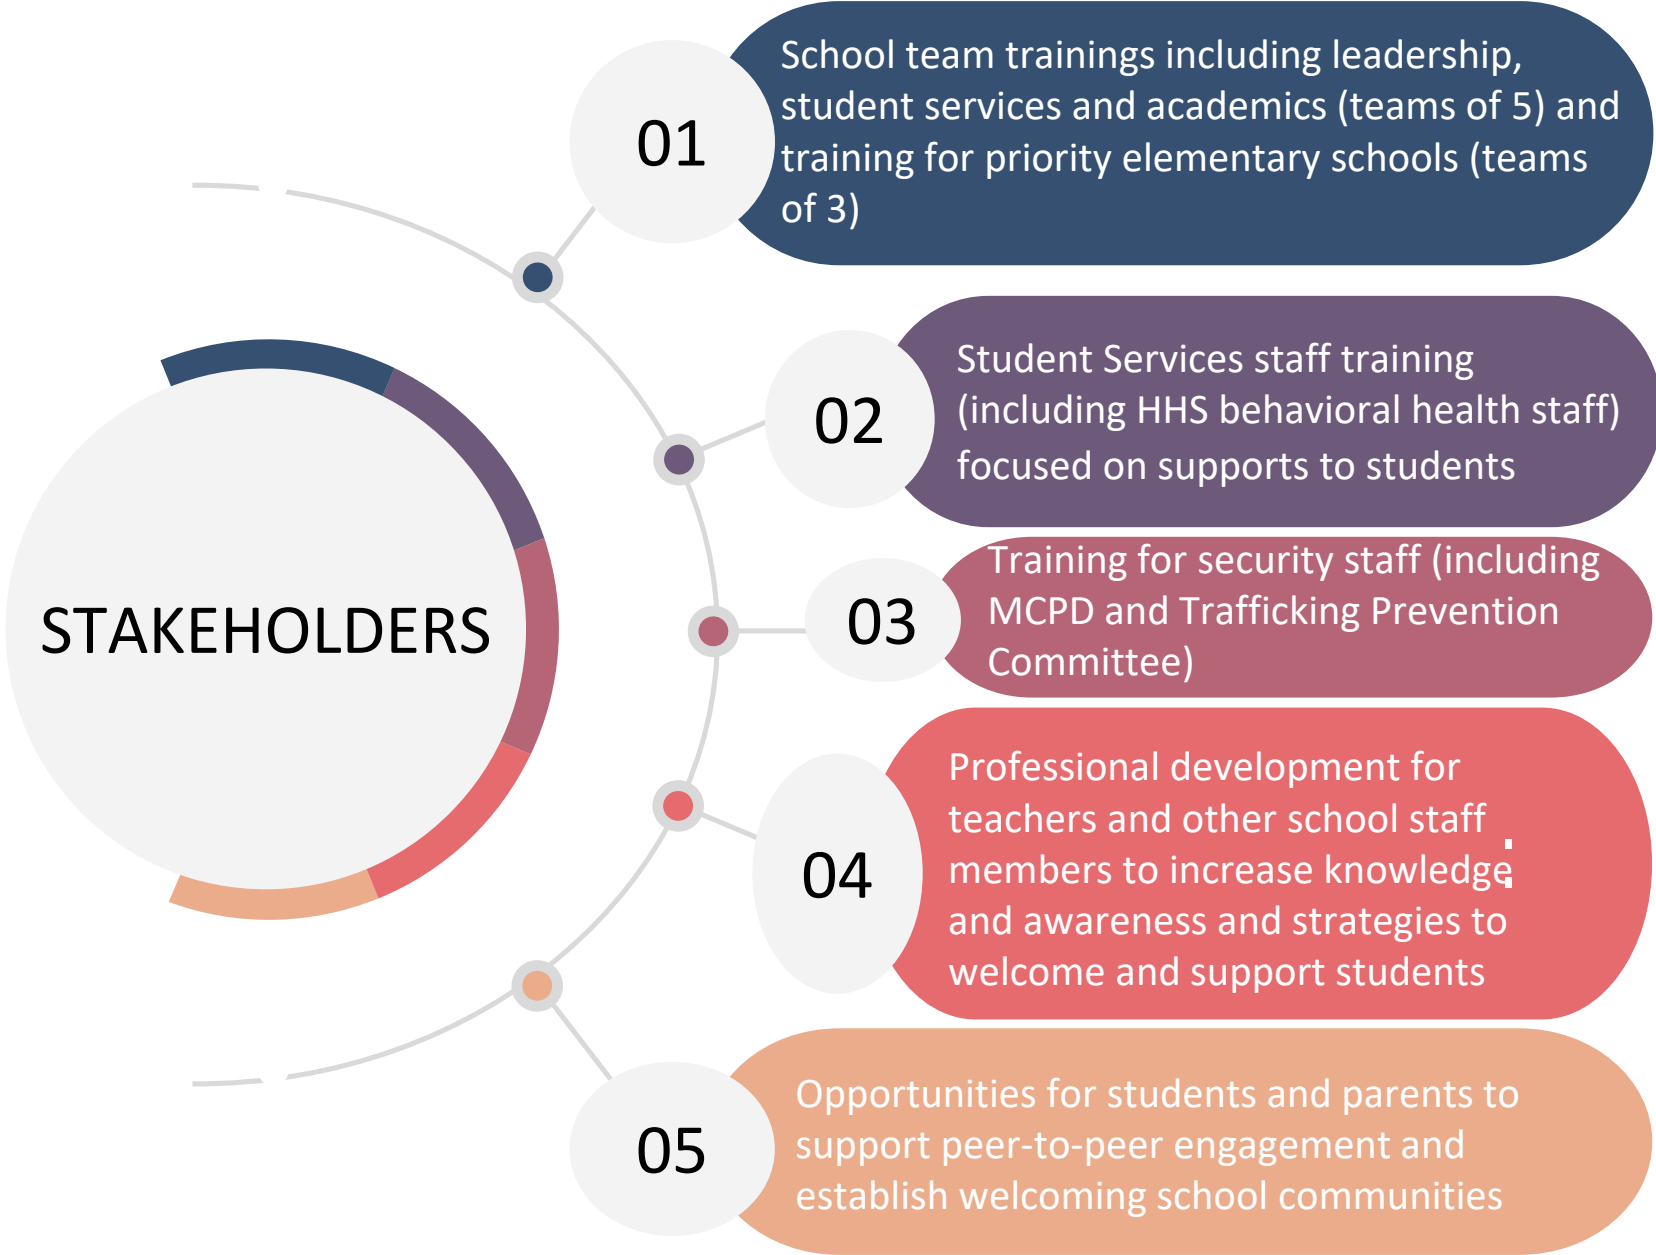 STAKEHOLDERS
01
School team trainings including leadership,
student services and academics (teams of 5) and
training for priority elementary schools (teams
of 3)
02
Student Services staff training
(including HHS behavioral health staff)
focused on supports to students
03
Training for security staff (including
MCPD and Trafficking Prevention
Committee)
04
Professional development for
teachers and other school staff
members to increase knowledge
and awareness and strategies to
welcome and support students
05
Opportunities for students and parents to
support peer-to-peer engagement and
establish welcoming school communities